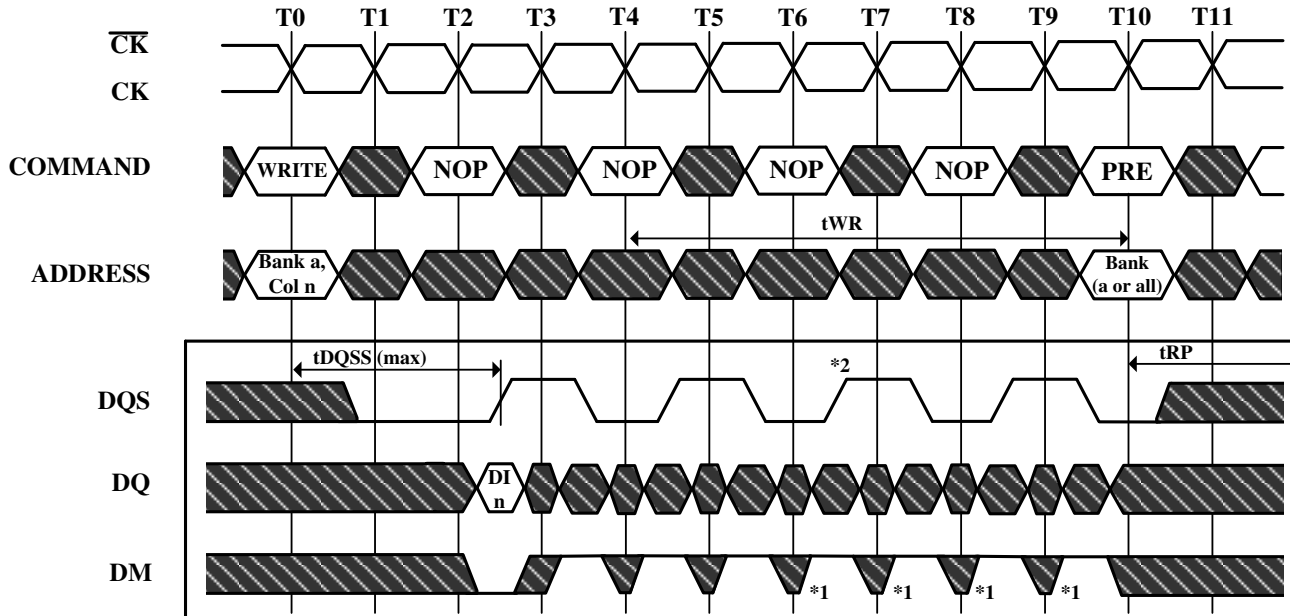 T0 T1 T2 T3 T4 T5 T6 T7 T8 T9 T10 T11
CK
CK
COMMAND WRITE NOP NOP NOP NOP PRE
tWR
ADDRESS Bank a, Col n Bank (a or all)
tDQSS (max) *2 tRP
DQS
DQ DI n
DM *1 *1 *1 *1